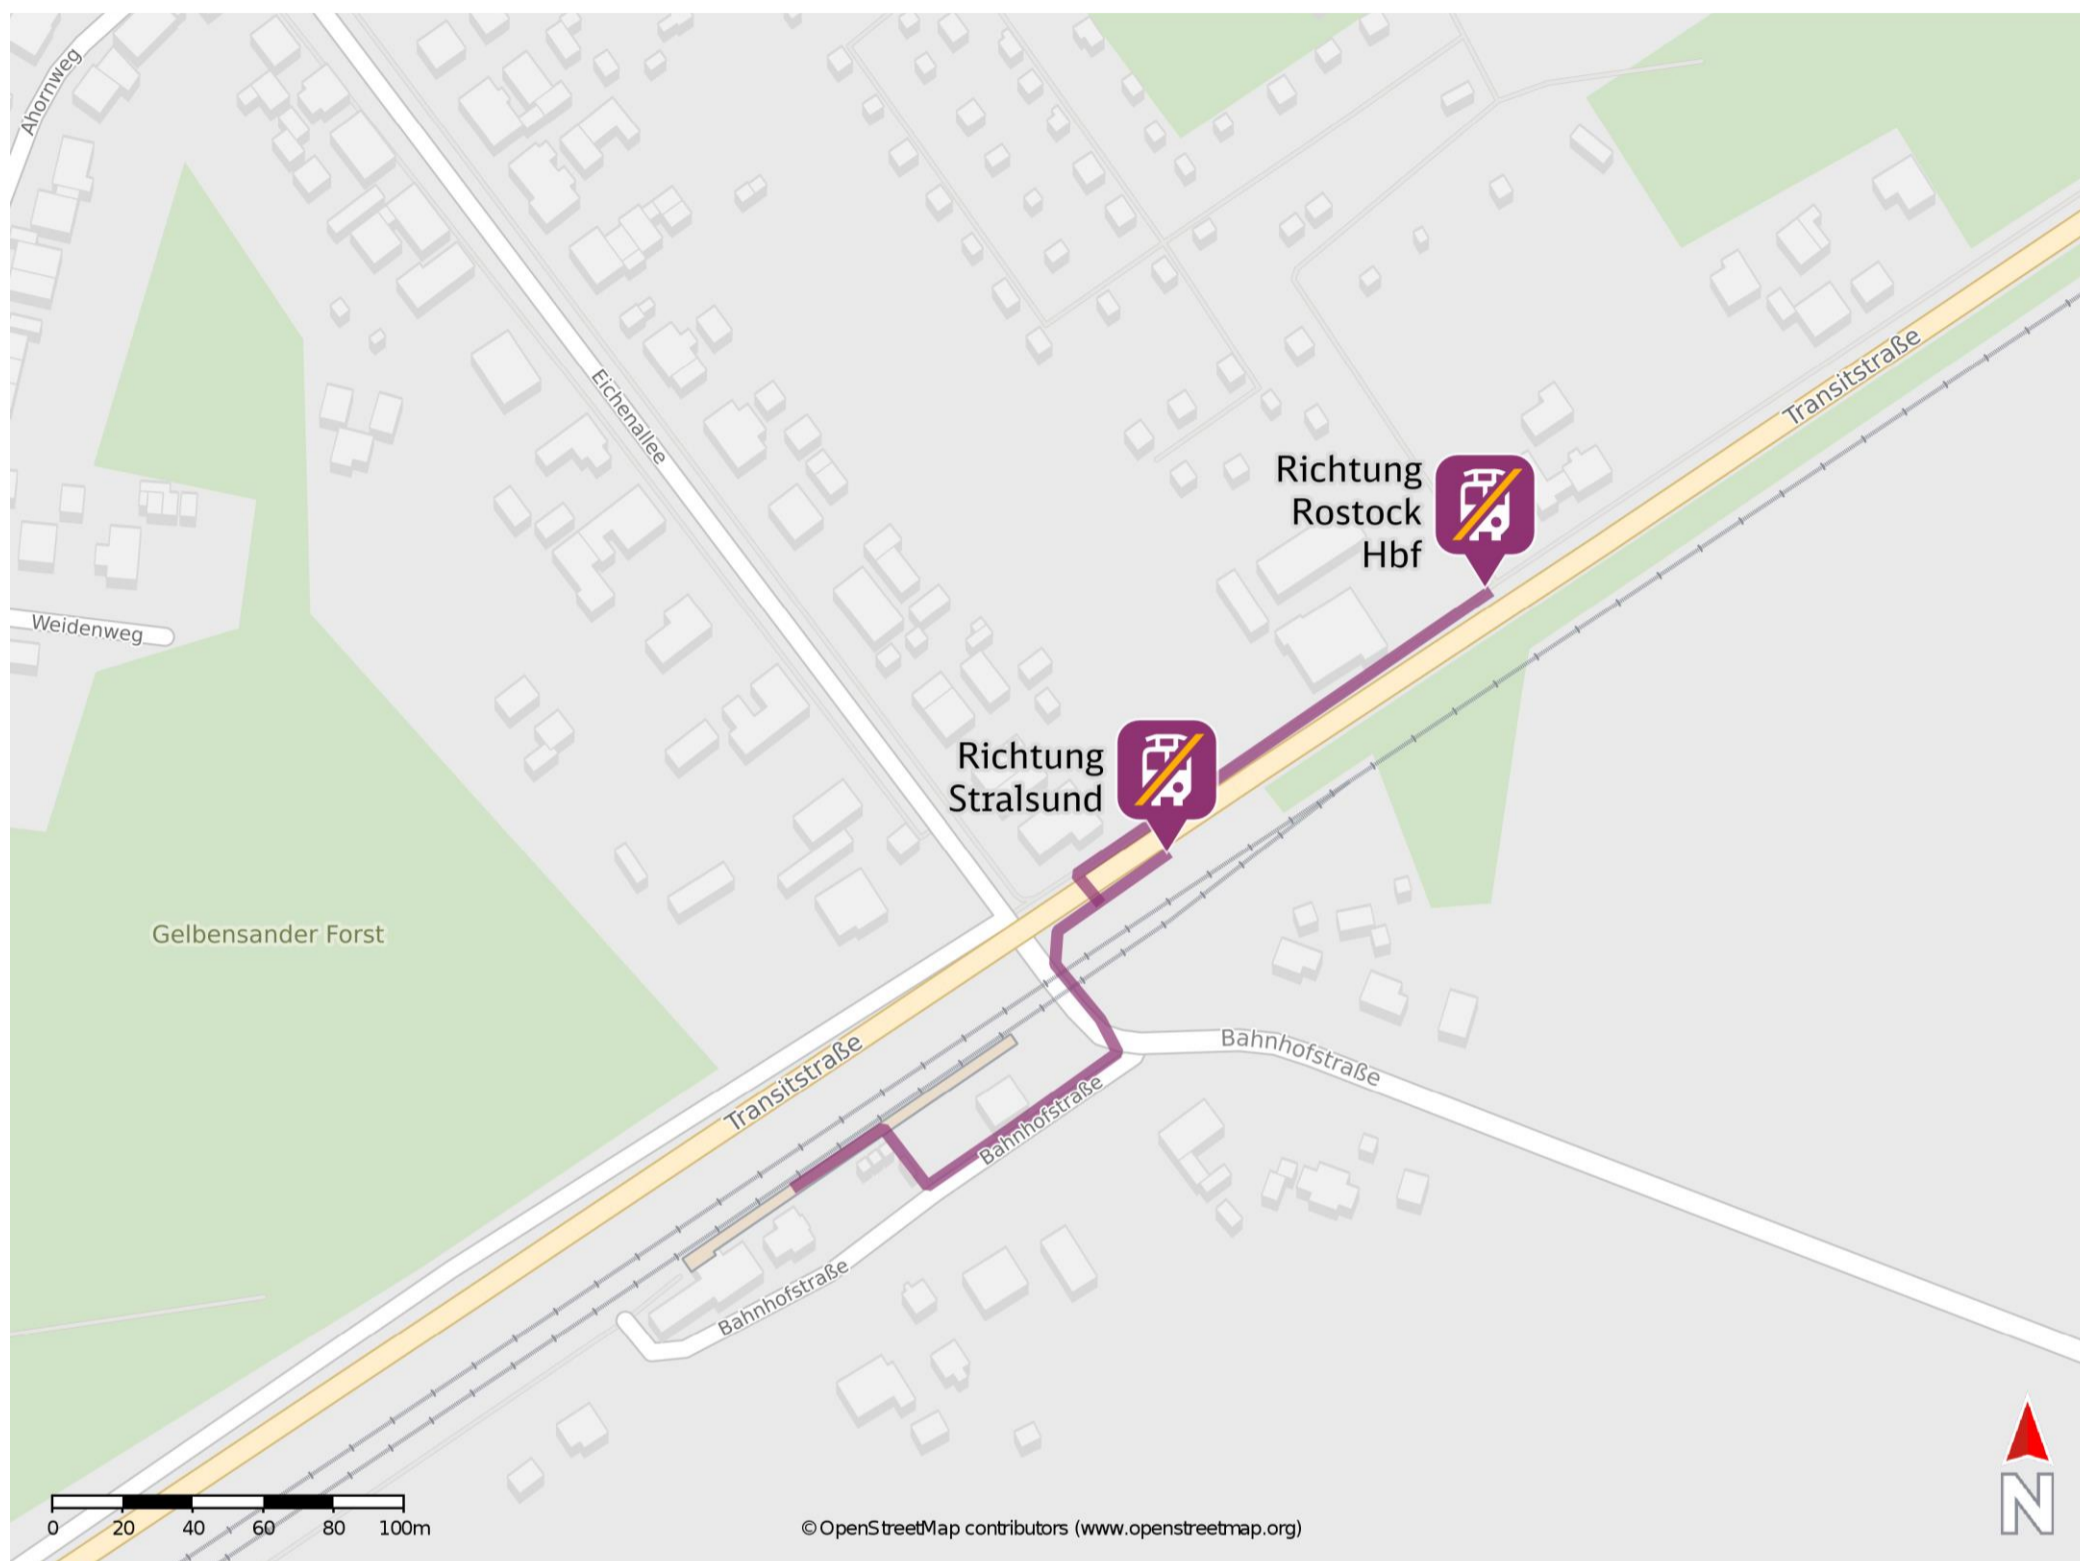 Ahornweg
Eichenallee
Transitstraße
Richtung
Rostock
Hbf
Weidenweg
Richtung
Stralsund
Gelbensander Forst
Transitstraße
Bahnhofstraße
Bahnhofstraße
Bahnhofstraße
N
0 20 40 60 80 100m
© OpenStreetMap contributors (www.openstreetmap.org)